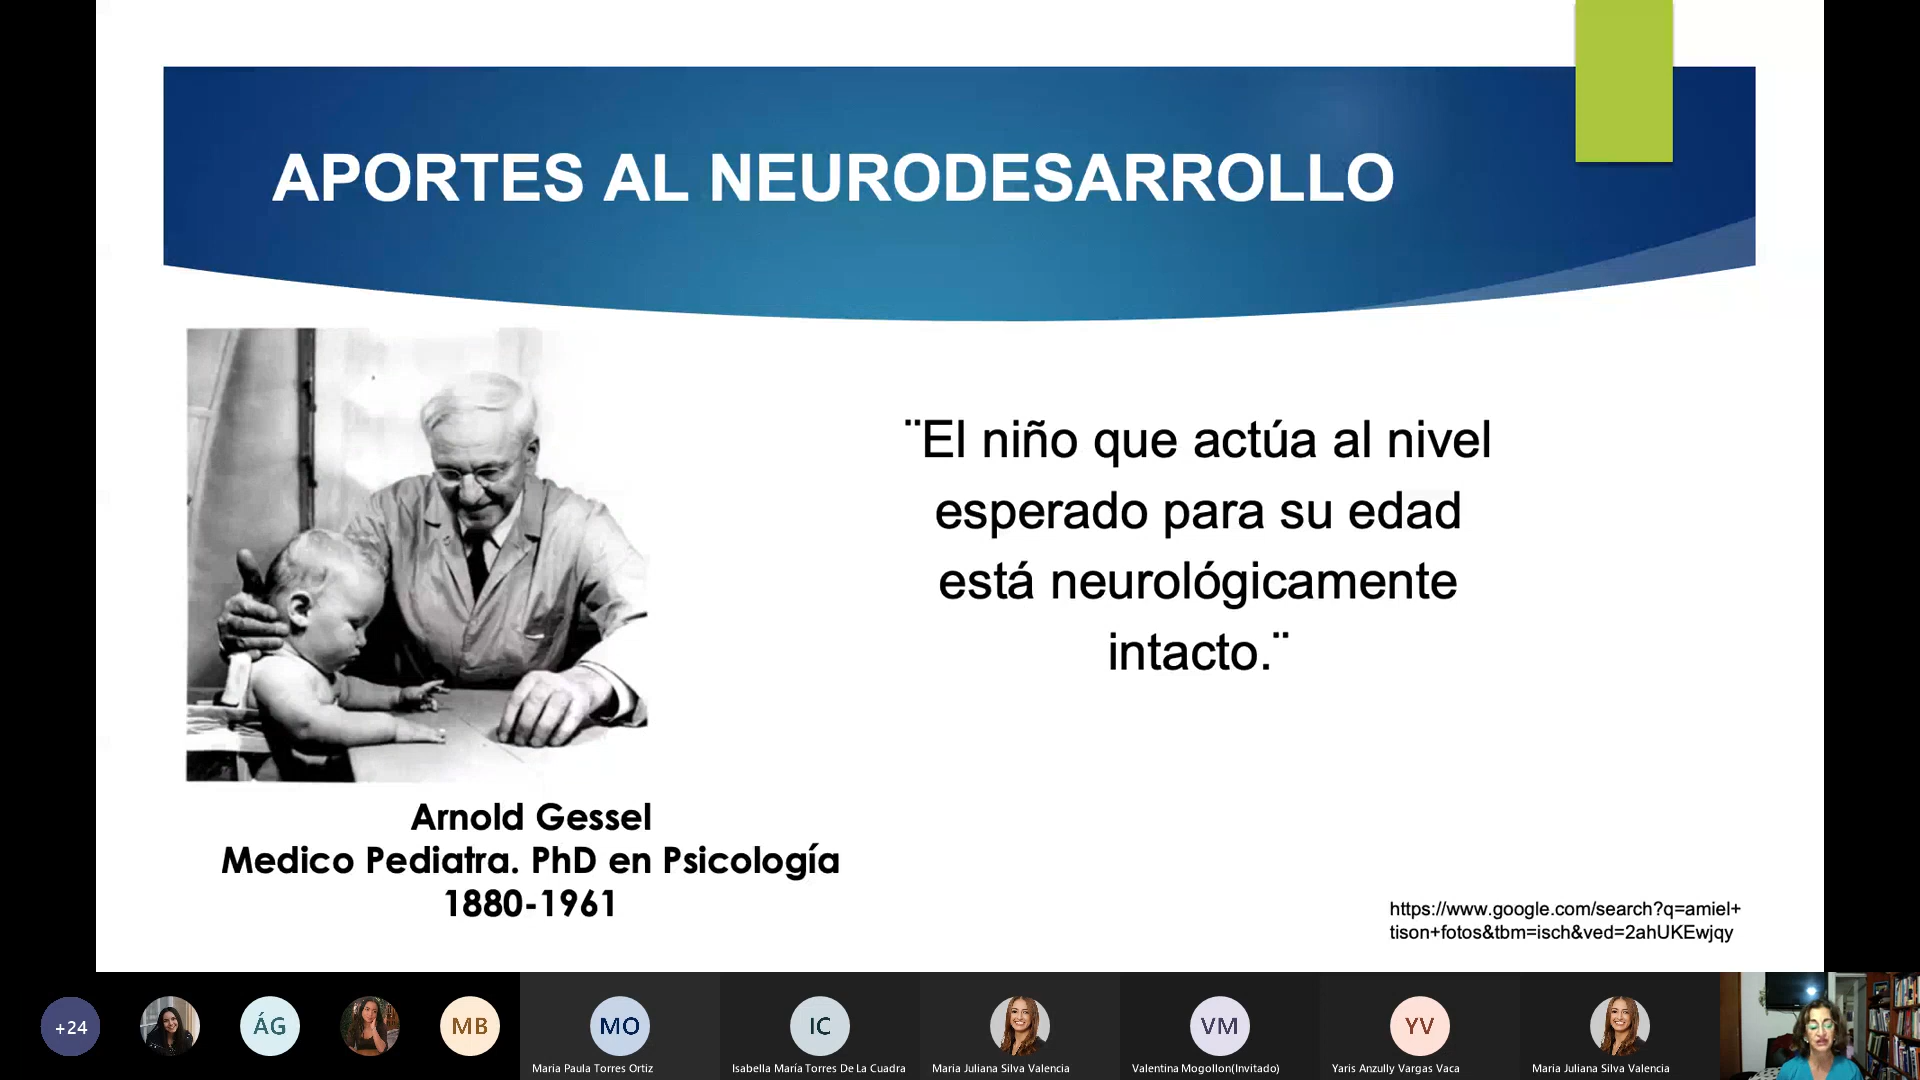 APORTES AL NEURODESARROLLO
¨El niño que actúa al nivel
esperado para su edad
está neurológicamente
intacto.¨
Arnold Gessel
Medico Pediatra. PhD en Psicología
1880-1961
https://www.google.com/search?q=amiel+
tison+fotos&tbm=isch&ved=2ahUKEwjqy
+24
ÁG
MB
MO
IC
VM
YV
Maria Paula Torres Ortiz
Isabella María Torres De La Cuadra
Maria Juliana Silva Valencia
Valentina Mogollon(Invitado)
Yaris Anzully Vargas Vaca
Maria Juliana Silva Valencia